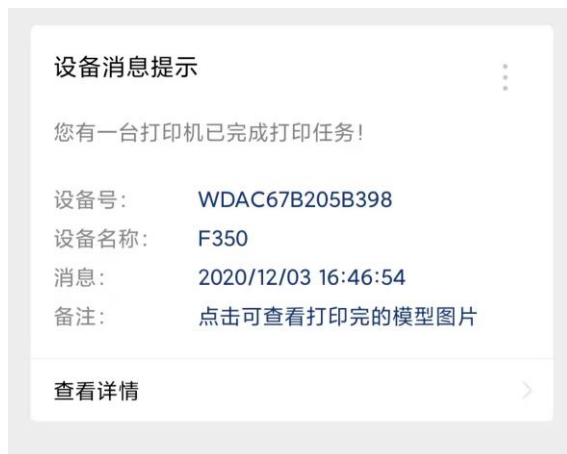 设备消息提示
您有一台打印机已完成打印任务!
设备号: WDAC67B205B398
设备名称: F350
消息: 2020/12/03 16:46:54
备注: 点击可查看打印完的模型图片
查看详情